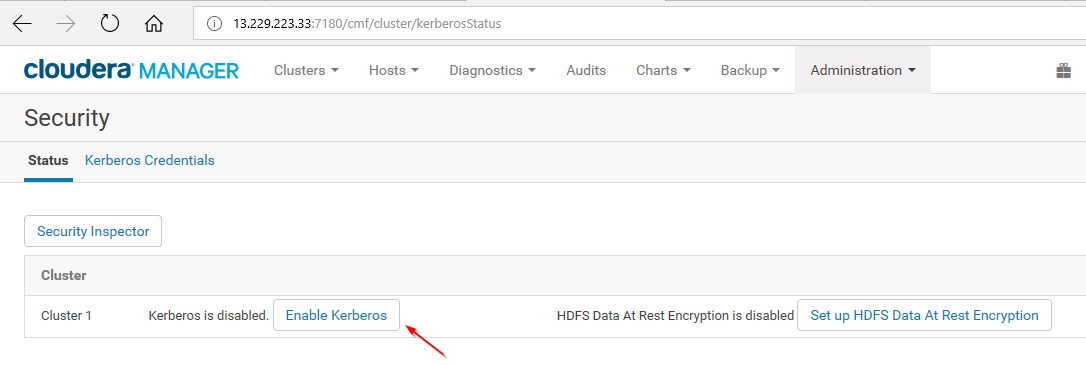 13.229.223.33:7180/cmf/cluster/kerberosStatus
cloudera MANAGER Clusters Hosts Diagnostics Audits Charts Backup Administration
Security
Status Kerberos Credentials
Security Inspector
Cluster
Cluster 1 Kerberos is disabled. Enable Kerberos HDFS Data At Rest Encryption is disabled Set up HDFS Data At Rest Encryption